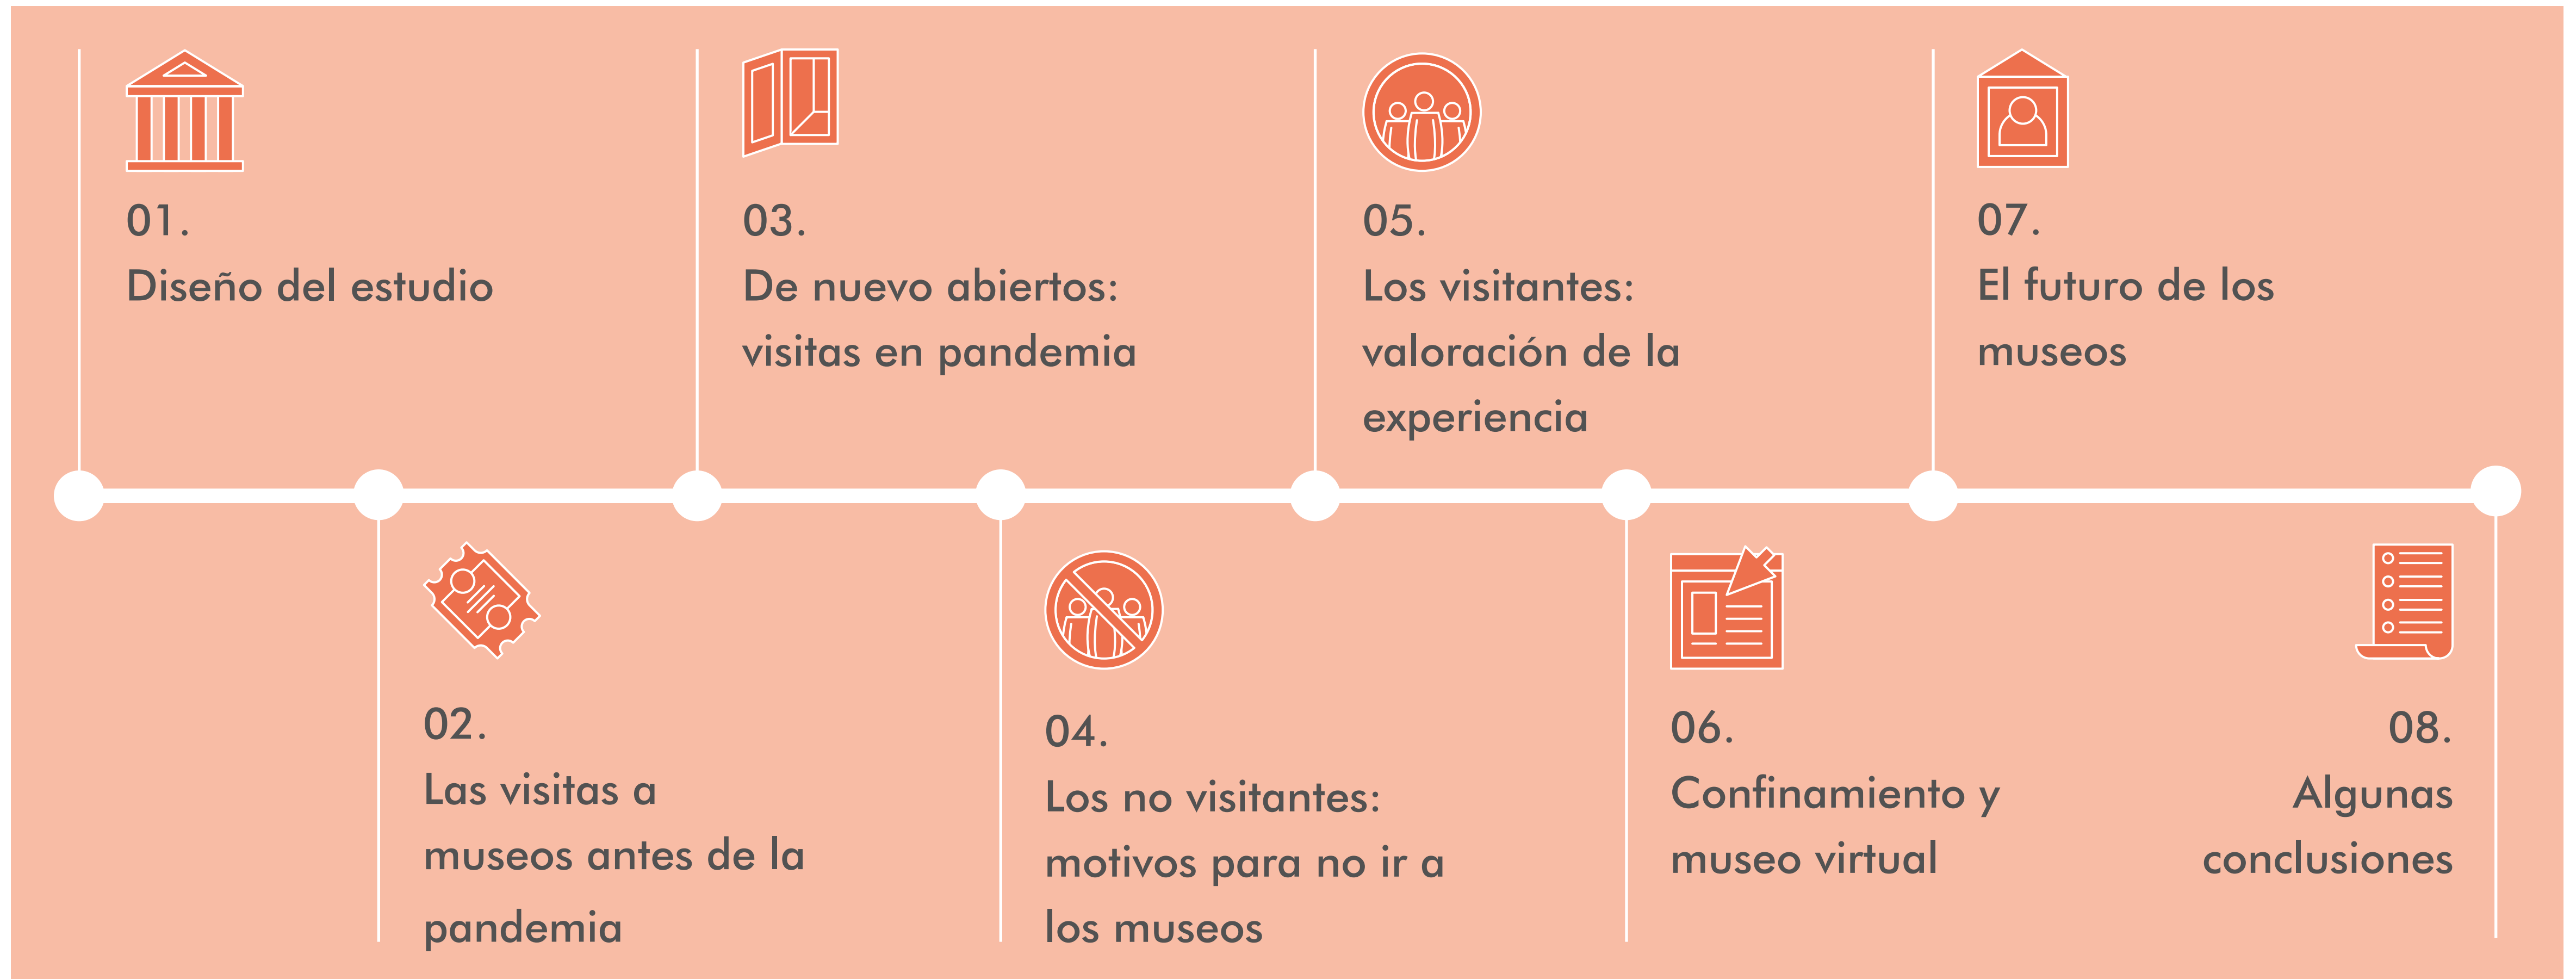 01.
Diseño del estudio
02.
Las visitas a
museos antes de la
pandemia
03.
De nuevo abiertos:
visitas en pandemia
04.
Los no visitantes:
motivos para no ir a
los museos
05.
Los visitantes:
valoración de la
experiencia
06.
Confinamiento y
museo virtual
07.
El futuro de los
museos
08.
Algunas
conclusiones